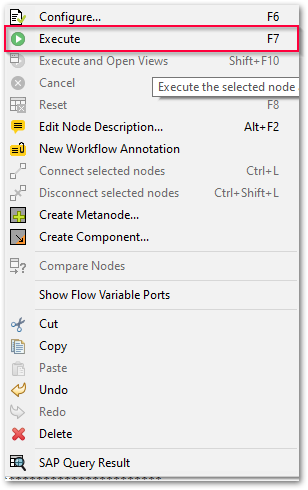 Configure... F6
Execute F7
Execute and Open Views Shift+F10
Cancel
Execute the selected node
Reset F8
Edit Node Description... Alt+F2
New Workflow Annotation
Connect selected nodes Ctrl+L
Disconnect selected nodes Ctrl+Shift+L
Create Metanode...
Create Component...
Compare Nodes
Show Flow Variable Ports
Cut
Copy
Paste
Undo
Redo
Delete
SAP Query Result